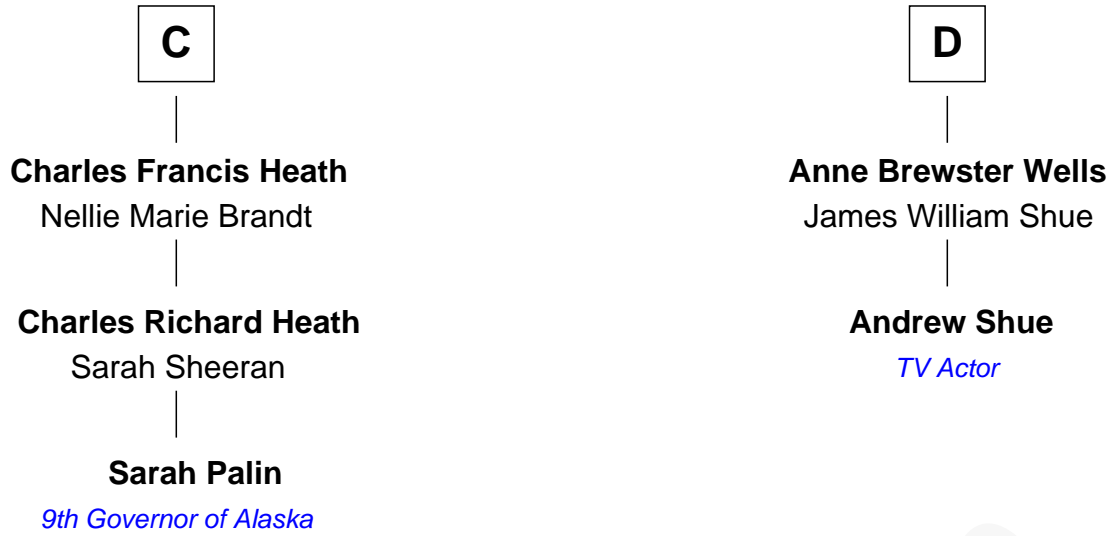 C
Charles Francis Heath
Nellie Marie Brandt
Charles Richard Heath
Sarah Sheeran
Sarah Palin
9th Governor of Alaska
D
Anne Brewster Wells
James William Shue
Andrew Shue
TV Actor